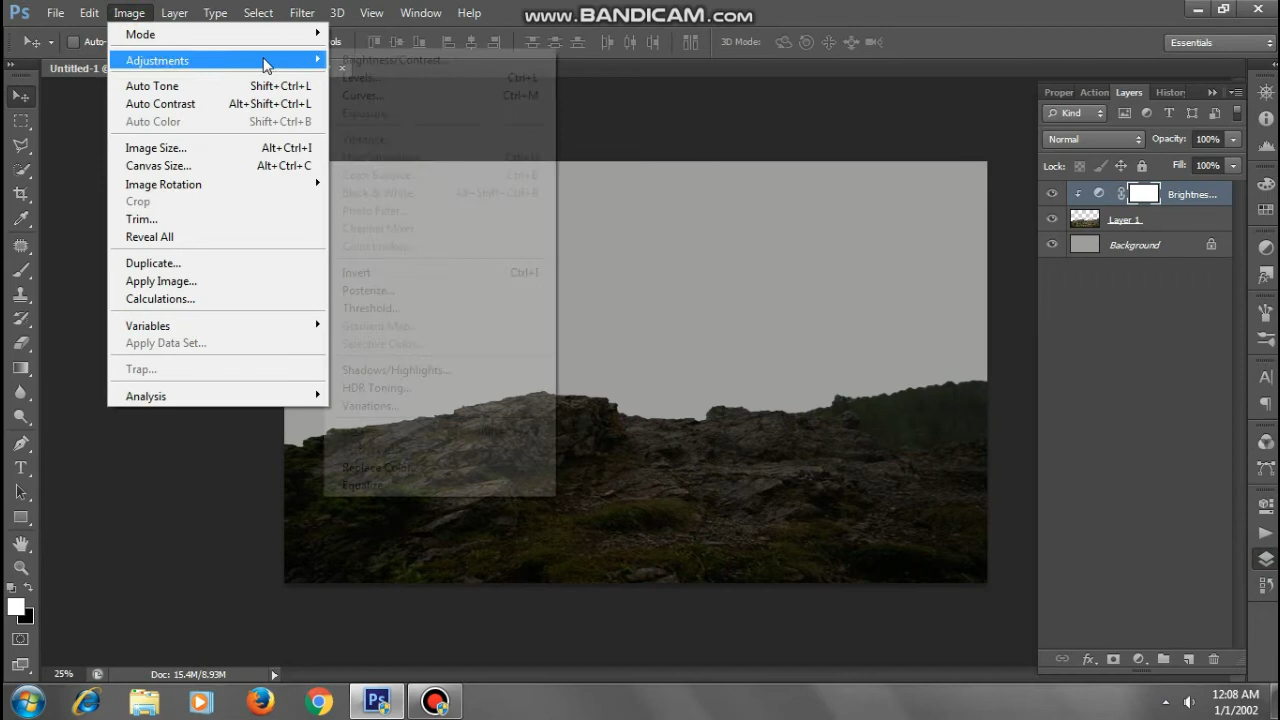 Ps File Edit Image Layer Type Select Filter 3D View Window Help
www.BANDICAM.com
Auto-
3D Mode:
Essentials
Untitled-1 @
Mode
Adjustments
Auto Tone Shift+Ctrl+L
Auto Contrast Alt+Shift+Ctrl+L
Auto Color Shift+Ctrl+B
Image Size... Alt+Ctrl+I
Canvas Size... Alt+Ctrl+C
Image Rotation
Crop
Trim...
Reveal All
Duplicate...
Apply Image...
Calculations...
Variables
Apply Data Set...
Trap...
Analysis
Brightness/Contrast...
Levels... Ctrl+L
Curves... Ctrl+M
Exposure...
Vibrance...
Color Balance... Ctrl+B
Black & White... Alt+Shift+Ctrl+B
Photo Filter...
Channel Mixer...
Color Lookup...
Invert Ctrl+I
Posterize...
Threshold...
Gradient Map...
Selective Color...
Shadows/Highlights...
HDR Toning...
Variations...
Replace Color...
Equalize
Proper Action Layers Histor
Kind
Normal Opacity: 100%
Lock: Fill: 100%
Brightnes...
Layer 1
Background
25% Doc: 15.4M/8.93M
Ps
12:08 AM
1/1/2002